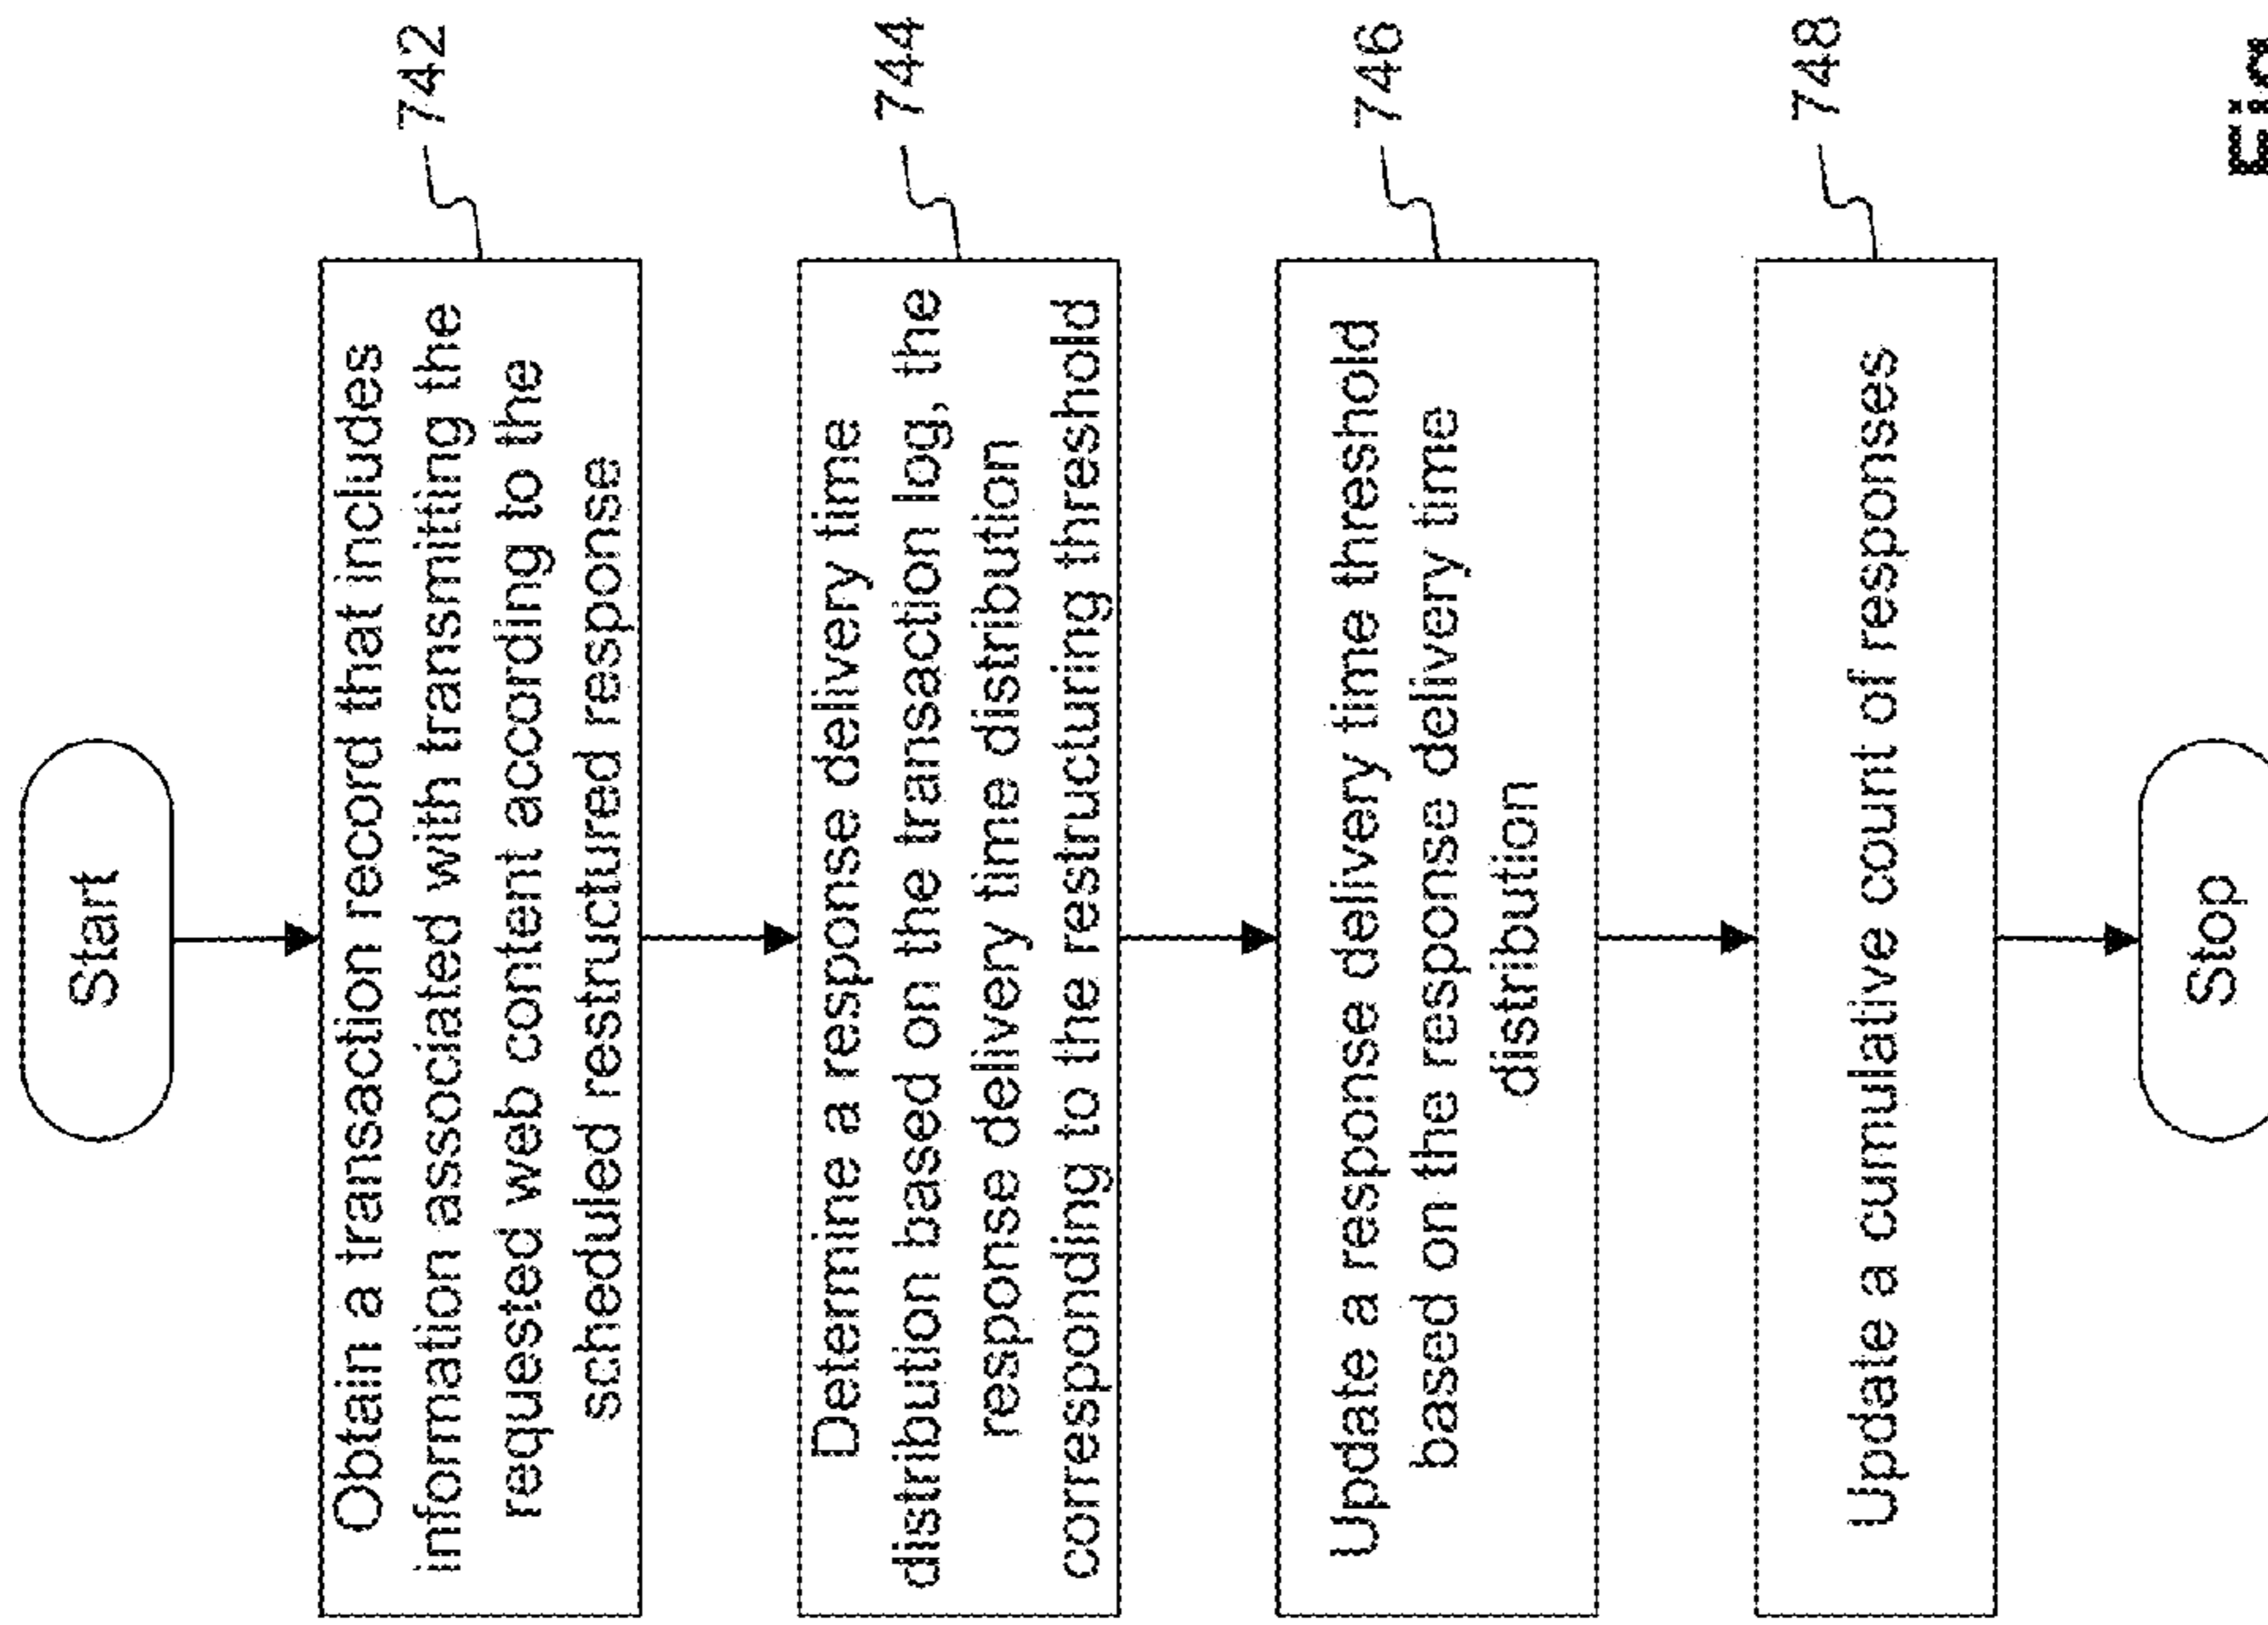 Start
Obtain a transaction record that includes
information associated with transmitting the
requested web content according to the
scheduled restructured response
742
Determine a response delivery time
distribution based on the transaction log, the
response delivery time distribution
corresponding to the restructuring threshold
744
Update a response delivery time threshold
based on the response delivery time
distribution
746
Update a cumulative count of responses
748
Stop